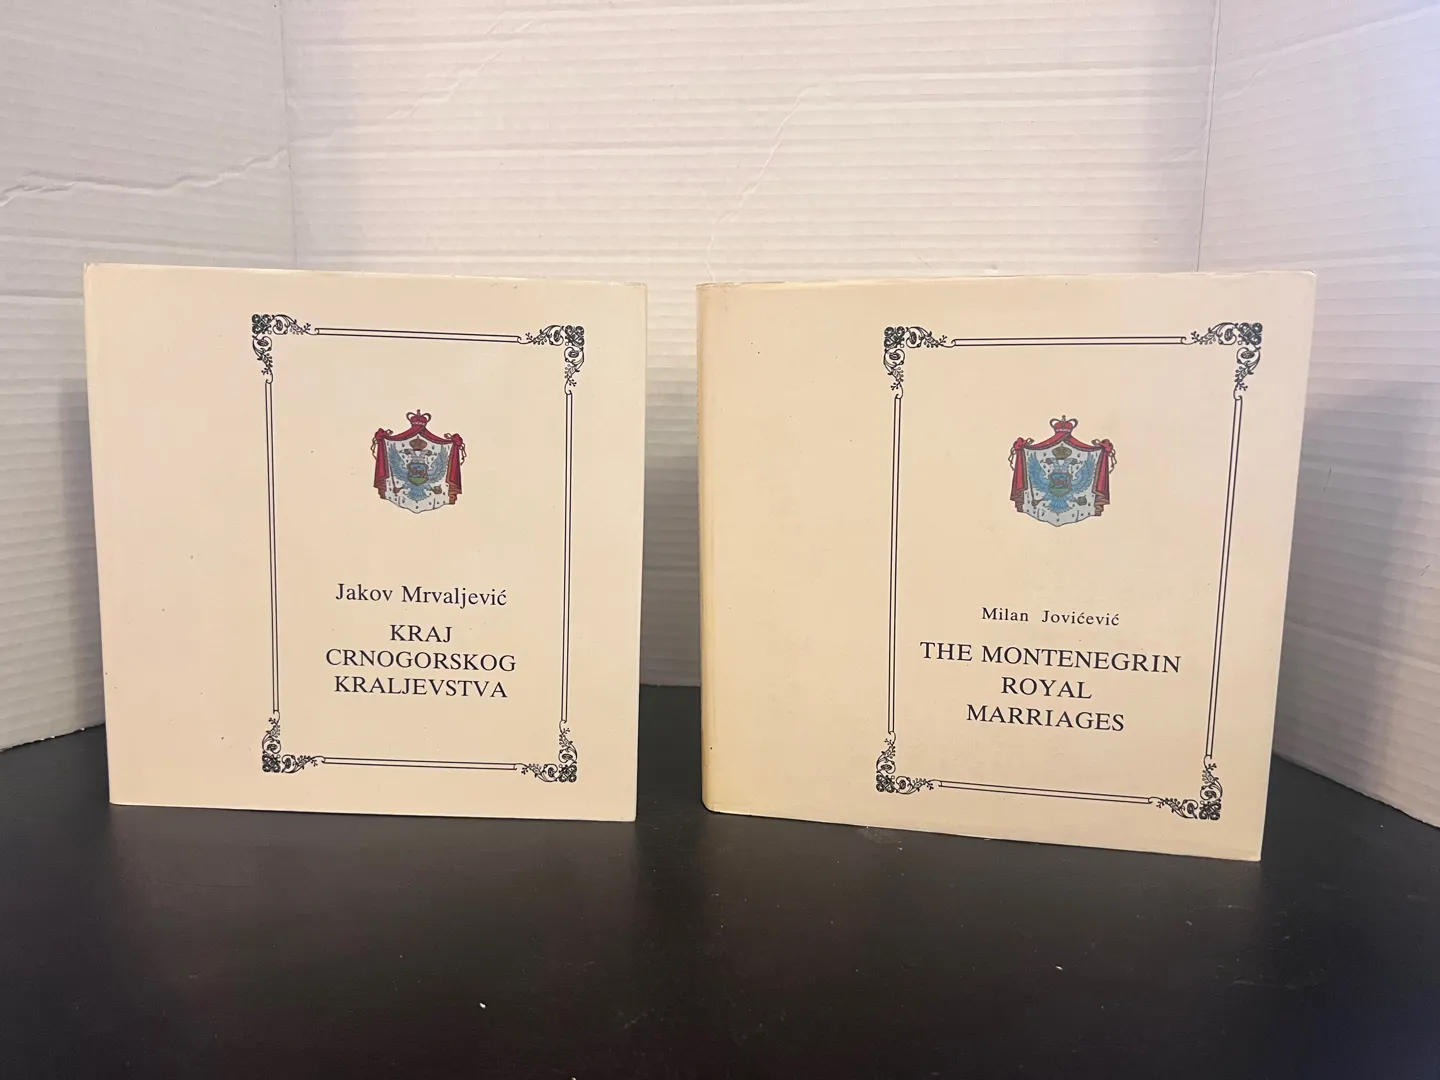 Jakov Mrvaljević
KRAJ
CRNOGORSKOG
KRALJEVSTVA
Milan Jovićević
THE MONTENEGRIN
ROYAL
MARRIAGES